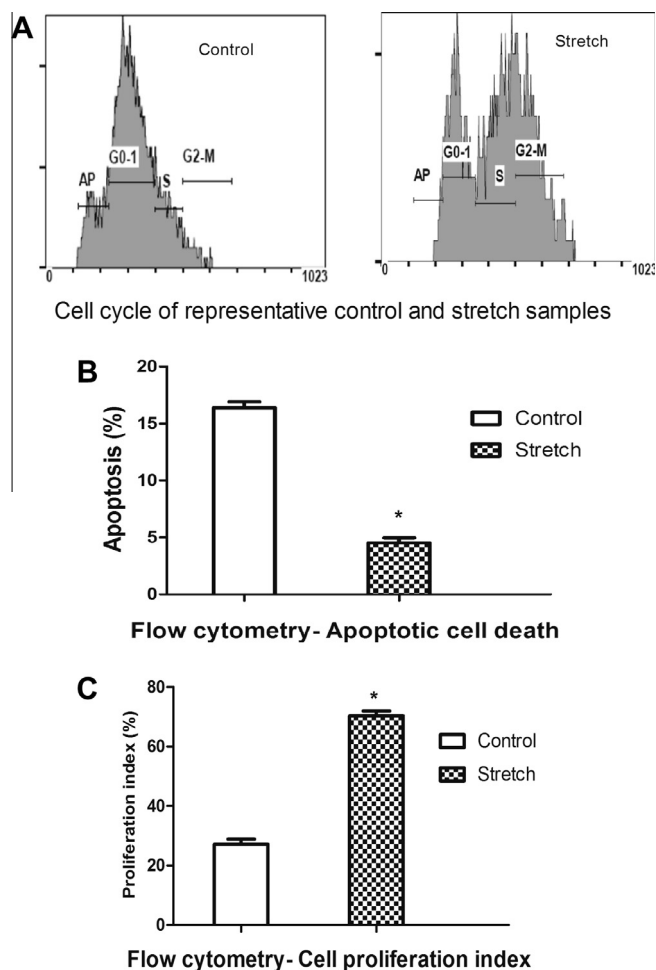 A
Control
AP
G0-1
S
G2-M
0
1023
Stretch
AP
G0-1
S
G2-M
0
1023
Cell cycle of representative control and stretch samples
B
Apoptosis (%)
20
15
10
5
0
*
Control
Stretch
Flow cytometry- Apoptotic cell death
C
Proliferation index (%)
80
60
40
20
0
*
Control
Stretch
Flow cytometry- Cell proliferation index